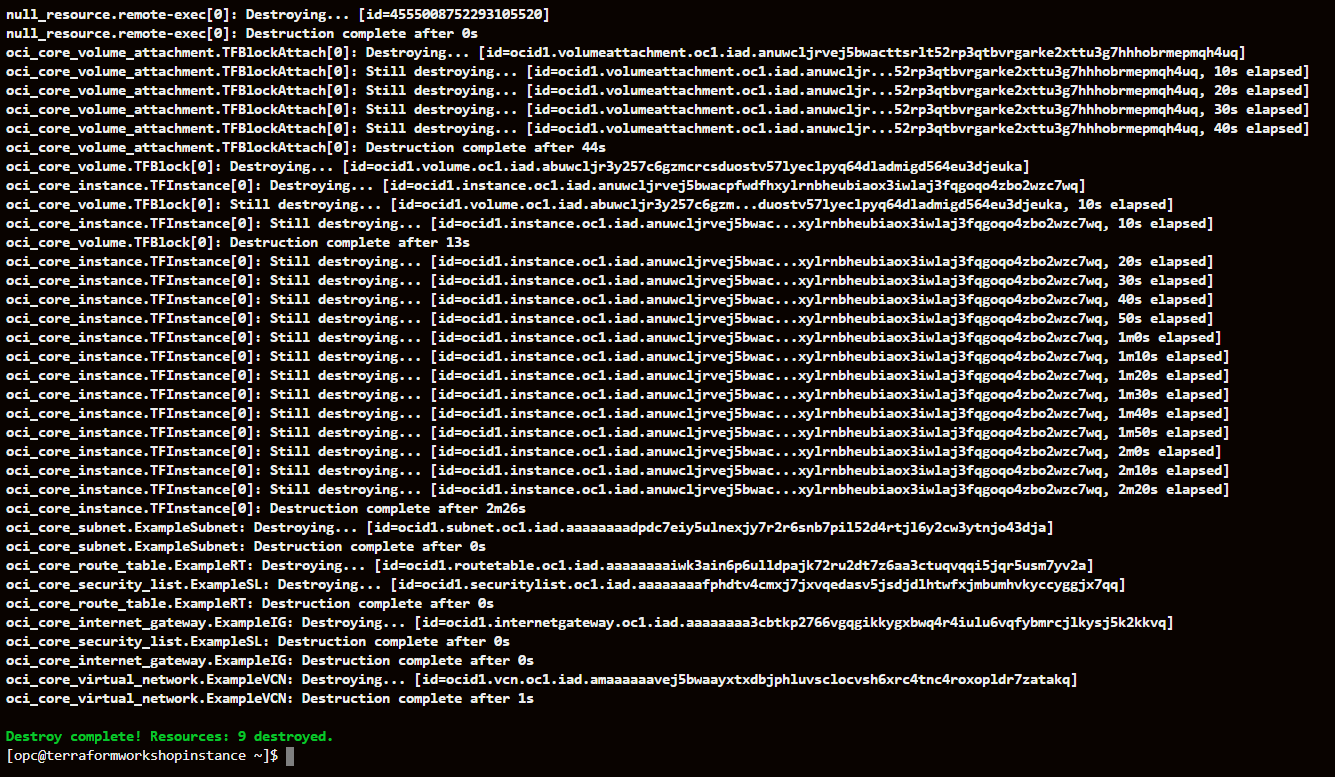 null_resource.remote-exec[0]: Destroying... [id=4555008752293105520]
null_resource.remote-exec[0]: Destruction complete after 0s
oci_core_volume_attachment.TFBlockAttach[0]: Destroying... [id=ocid1.volumeattachment.oc1.iad.anuwcljrvej5bwacttsrlt52rp3qtbvrgarke2xttu3g7hhhobrmepmqh4uq]
oci_core_volume_attachment.TFBlockAttach[0]: Still destroying... [id=ocid1.volumeattachment.oc1.iad.anuwcljr...52rp3qtbvrgarke2xttu3g7hhhobrmepmqh4uq, 10s elapsed]
oci_core_volume_attachment.TFBlockAttach[0]: Still destroying... [id=ocid1.volumeattachment.oc1.iad.anuwcljr...52rp3qtbvrgarke2xttu3g7hhhobrmepmqh4uq, 20s elapsed]
oci_core_volume_attachment.TFBlockAttach[0]: Still destroying... [id=ocid1.volumeattachment.oc1.iad.anuwcljr...52rp3qtbvrgarke2xttu3g7hhhobrmepmqh4uq, 30s elapsed]
oci_core_volume_attachment.TFBlockAttach[0]: Still destroying... [id=ocid1.volumeattachment.oc1.iad.anuwcljr...52rp3qtbvrgarke2xttu3g7hhhobrmepmqh4uq, 40s elapsed]
oci_core_volume_attachment.TFBlockAttach[0]: Destruction complete after 44s
oci_core_volume.TFBlock[0]: Destroying... [id=ocid1.volume.oc1.iad.abuwcljr3y257c6gzmcrcsduostv57lyeclpyq64dladmigd564eu3djeuka]
oci_core_instance.TFInstance[0]: Destroying... [id=ocid1.instance.oc1.iad.anuwcljrvej5bwacpfwdfhxylrnbheubiaox3iwlaj3fqgoqo4zbo2wzc7wq]
oci_core_volume.TFBlock[0]: Still destroying... [id=ocid1.volume.oc1.iad.abuwcljr3y257c6gzm...duostv57lyeclpyq64dladmigd564eu3djeuka, 10s elapsed]
oci_core_instance.TFInstance[0]: Still destroying... [id=ocid1.instance.oc1.iad.anuwcljrvej5bwac...xylrnbheubiaox3iwlaj3fqgoqo4zbo2wzc7wq, 10s elapsed]
oci_core_volume.TFBlock[0]: Destruction complete after 13s
oci_core_instance.TFInstance[0]: Still destroying... [id=ocid1.instance.oc1.iad.anuwcljrvej5bwac...xylrnbheubiaox3iwlaj3fqgoqo4zbo2wzc7wq, 20s elapsed]
oci_core_instance.TFInstance[0]: Still destroying... [id=ocid1.instance.oc1.iad.anuwcljrvej5bwac...xylrnbheubiaox3iwlaj3fqgoqo4zbo2wzc7wq, 30s elapsed]
oci_core_instance.TFInstance[0]: Still destroying... [id=ocid1.instance.oc1.iad.anuwcljrvej5bwac...xylrnbheubiaox3iwlaj3fqgoqo4zbo2wzc7wq, 40s elapsed]
oci_core_instance.TFInstance[0]: Still destroying... [id=ocid1.instance.oc1.iad.anuwcljrvej5bwac...xylrnbheubiaox3iwlaj3fqgoqo4zbo2wzc7wq, 50s elapsed]
oci_core_instance.TFInstance[0]: Still destroying... [id=ocid1.instance.oc1.iad.anuwcljrvej5bwac...xylrnbheubiaox3iwlaj3fqgoqo4zbo2wzc7wq, 1m0s elapsed]
oci_core_instance.TFInstance[0]: Still destroying... [id=ocid1.instance.oc1.iad.anuwcljrvej5bwac...xylrnbheubiaox3iwlaj3fqgoqo4zbo2wzc7wq, 1m10s elapsed]
oci_core_instance.TFInstance[0]: Still destroying... [id=ocid1.instance.oc1.iad.anuwcljrvej5bwac...xylrnbheubiaox3iwlaj3fqgoqo4zbo2wzc7wq, 1m20s elapsed]
oci_core_instance.TFInstance[0]: Still destroying... [id=ocid1.instance.oc1.iad.anuwcljrvej5bwac...xylrnbheubiaox3iwlaj3fqgoqo4zbo2wzc7wq, 1m30s elapsed]
oci_core_instance.TFInstance[0]: Still destroying... [id=ocid1.instance.oc1.iad.anuwcljrvej5bwac...xylrnbheubiaox3iwlaj3fqgoqo4zbo2wzc7wq, 1m40s elapsed]
oci_core_instance.TFInstance[0]: Still destroying... [id=ocid1.instance.oc1.iad.anuwcljrvej5bwac...xylrnbheubiaox3iwlaj3fqgoqo4zbo2wzc7wq, 1m50s elapsed]
oci_core_instance.TFInstance[0]: Still destroying... [id=ocid1.instance.oc1.iad.anuwcljrvej5bwac...xylrnbheubiaox3iwlaj3fqgoqo4zbo2wzc7wq, 2m0s elapsed]
oci_core_instance.TFInstance[0]: Still destroying... [id=ocid1.instance.oc1.iad.anuwcljrvej5bwac...xylrnbheubiaox3iwlaj3fqgoqo4zbo2wzc7wq, 2m10s elapsed]
oci_core_instance.TFInstance[0]: Still destroying... [id=ocid1.instance.oc1.iad.anuwcljrvej5bwac...xylrnbheubiaox3iwlaj3fqgoqo4zbo2wzc7wq, 2m20s elapsed]
oci_core_instance.TFInstance[0]: Destruction complete after 2m26s
oci_core_subnet.ExampleSubnet: Destroying... [id=ocid1.subnet.oc1.iad.aaaaaaaadpdc7eiy5ulnexjy7r2r6snb7pil52d4rtjl6y2cw3ytnjo43dja]
oci_core_subnet.ExampleSubnet: Destruction complete after 0s
oci_core_route_table.ExampleRT: Destroying... [id=ocid1.routetable.oc1.iad.aaaaaaaaiwk3ain6p6ulldpajk72ru2dt7z6aa3ctuqvqqi5jqr5usm7yv2a]
oci_core_security_list.ExampleSL: Destroying... [id=ocid1.securitylist.oc1.iad.aaaaaaaafphdtv4cmxj7jxvqedasv5jsdjdlhtwfxjmbumhvkyccyggjx7qq]
oci_core_route_table.ExampleRT: Destruction complete after 0s
oci_core_internet_gateway.ExampleIG: Destroying... [id=ocid1.internetgateway.oc1.iad.aaaaaaaa3cbtkp2766vgqgikkygxbwq4r4iulu6vqfybmrcjlkysj5k2kkvq]
oci_core_security_list.ExampleSL: Destruction complete after 0s
oci_core_internet_gateway.ExampleIG: Destruction complete after 0s
oci_core_virtual_network.ExampleVCN: Destroying... [id=ocid1.vcn.oc1.iad.amaaaaaavej5bwaayxtxdbjphluvsclocvsh6xrc4tnc4roxopldr7zatakq]
oci_core_virtual_network.ExampleVCN: Destruction complete after 1s
Destroy complete! Resources: 9 destroyed.
[opc@terraformworkshopinstance ~]$